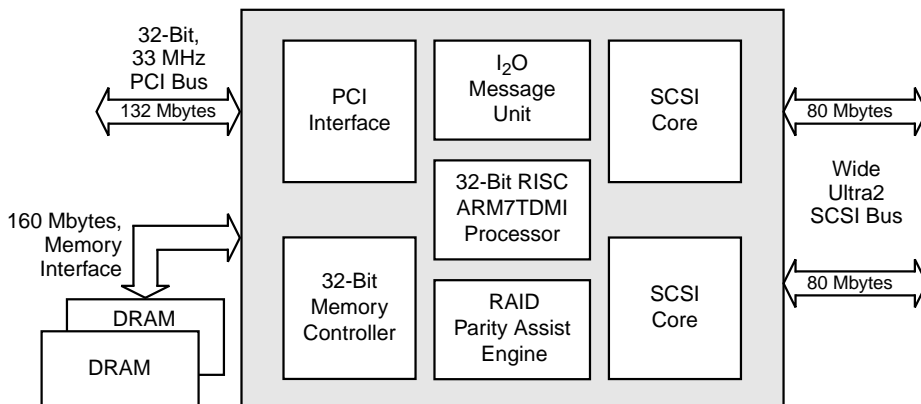 32-Bit,
33 MHz
PCI Bus
132 Mbytes
160 Mbytes,
Memory
Interface
DRAM
DRAM
PCI
Interface
I₂O
Message
Unit
SCSI
Core
32-Bit RISC
ARM7TDMI
Processor
32-Bit
Memory
Controller
RAID
Parity Assist
Engine
SCSI
Core
80 Mbytes
Wide
Ultra2
SCSI Bus
80 Mbytes